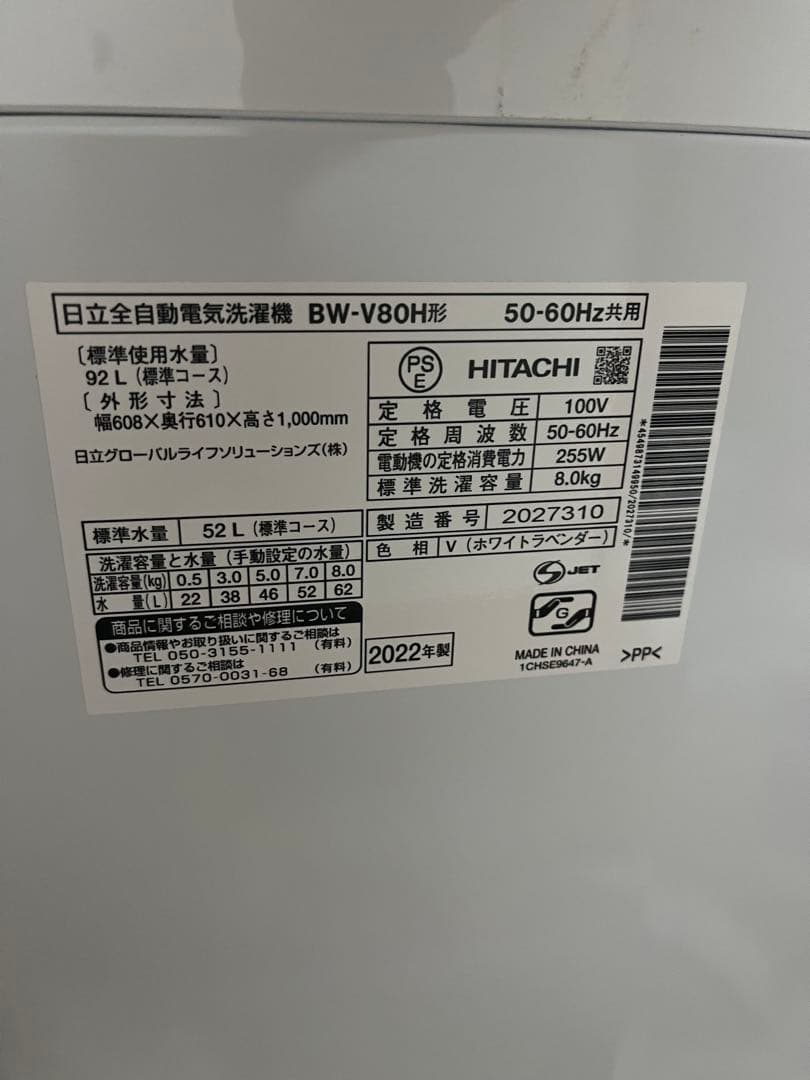 日立全自動電気洗濯機 BW-V80H形 50-60Hz共用
〔標準使用水量〕
92 L (標準コース)
〔外形寸法〕
幅608×奥行610×高さ1,000mm
日立グローバルライフソリューションズ(株)
PS
E
HITACHI
定格電圧 100V
定格周波数 50-60Hz
電動機の定格消費電力 255W
標準洗濯容量 8.0kg
標準水量 52 L (標準コース)
洗濯容量と水量 (手動設定の水量)
洗濯容量(kg) 0.5 3.0 5.0 7.0 8.0
水量(L) 22 38 46 52 62
商品に関するご相談や修理について
●商品情報やお取り扱いに関するご相談は
TEL 050-3155-1111 (有料)
●修理に関するご相談は
TEL 0570-0031-68 (有料)
製造番号 2027310
色相 V (ホワイトラベンダー)
JET
G
2022年製
MADE IN CHINA
1CHSE9647-A
>PP<
*4549873149950/2027310/*